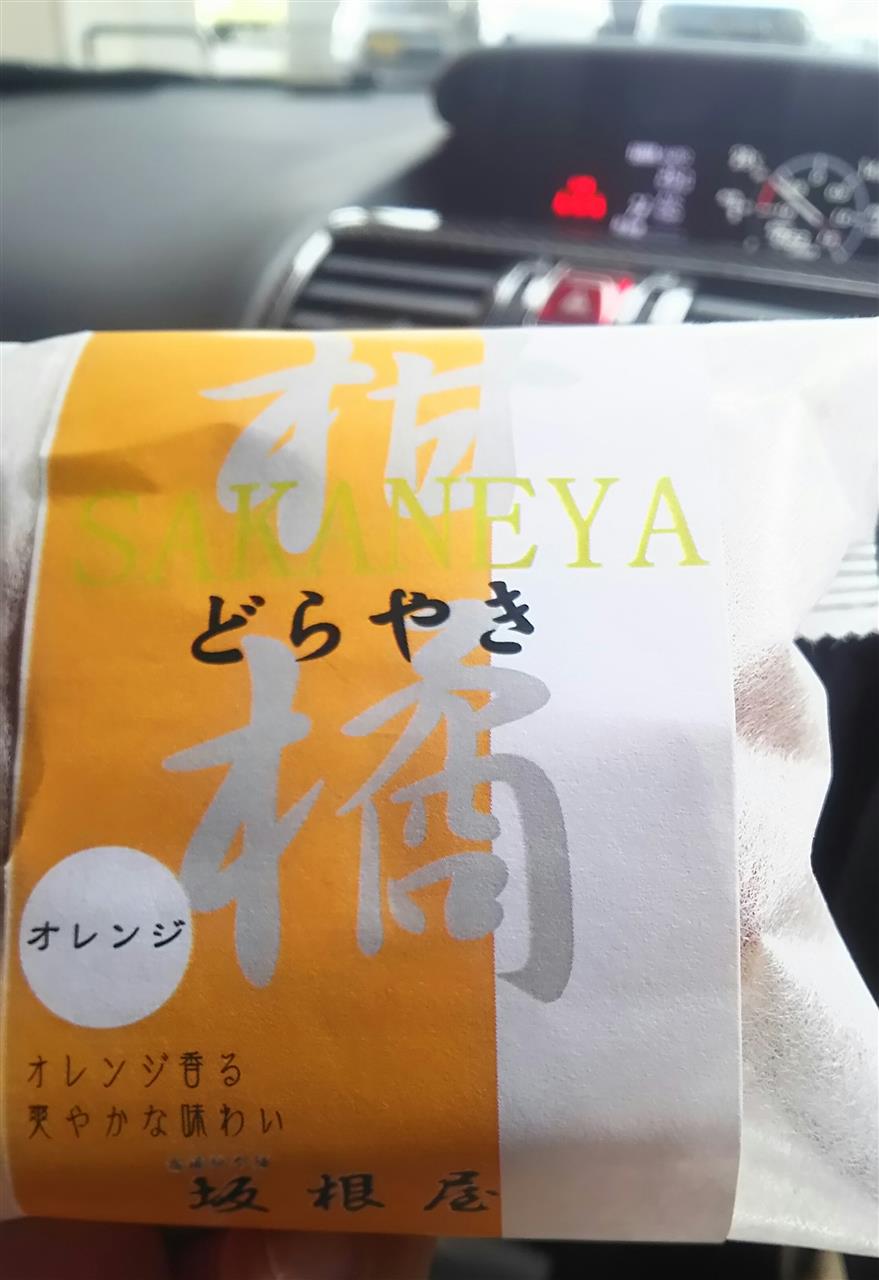 柑橘
SAKANEYA
どらやき
オレンジ
オレンジ香る
爽やかな味わい
坂根屋